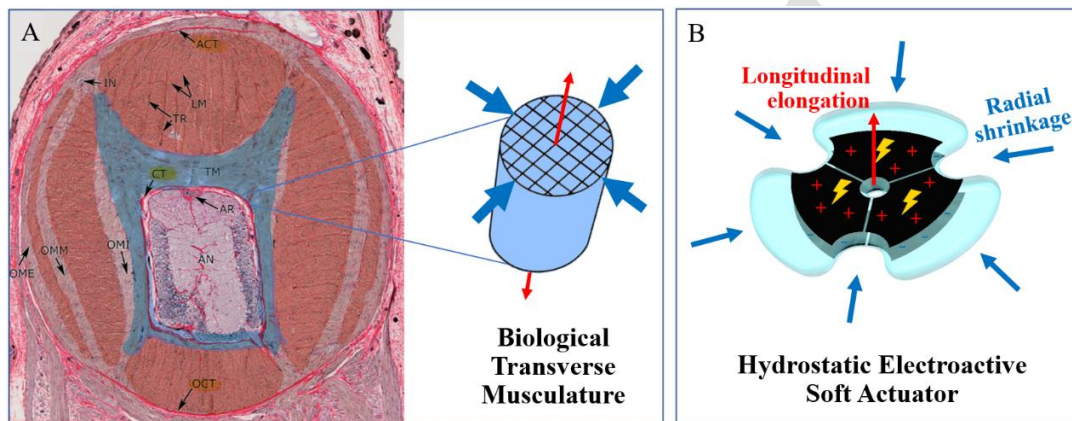 A
ACT
IN
LM
TR
TM
CT
AR
OMI
OMM
OME
AN
OCT
Biological
Transverse
Musculature
B
Longitudinal
elongation
Radial
shrinkage
+ + + + + + + + + +
- - - -
Hydrostatic Electroactive
Soft Actuator